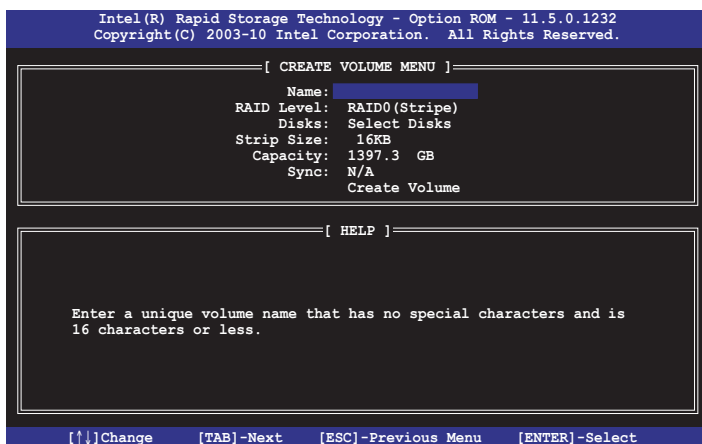 Intel(R) Rapid Storage Technology - Option ROM - 11.5.0.1232
Copyright(C) 2003-10 Intel Corporation.  All Rights Reserved.
[ CREATE VOLUME MENU ]
Name:
RAID Level: RAID0(Stripe)
Disks: Select Disks
Strip Size: 16KB
Capacity: 1397.3 GB
Sync: N/A
Create Volume
[ HELP ]
Enter a unique volume name that has no special characters and is
16 characters or less.
[↑↓]Change [TAB]-Next [ESC]-Previous Menu [ENTER]-Select